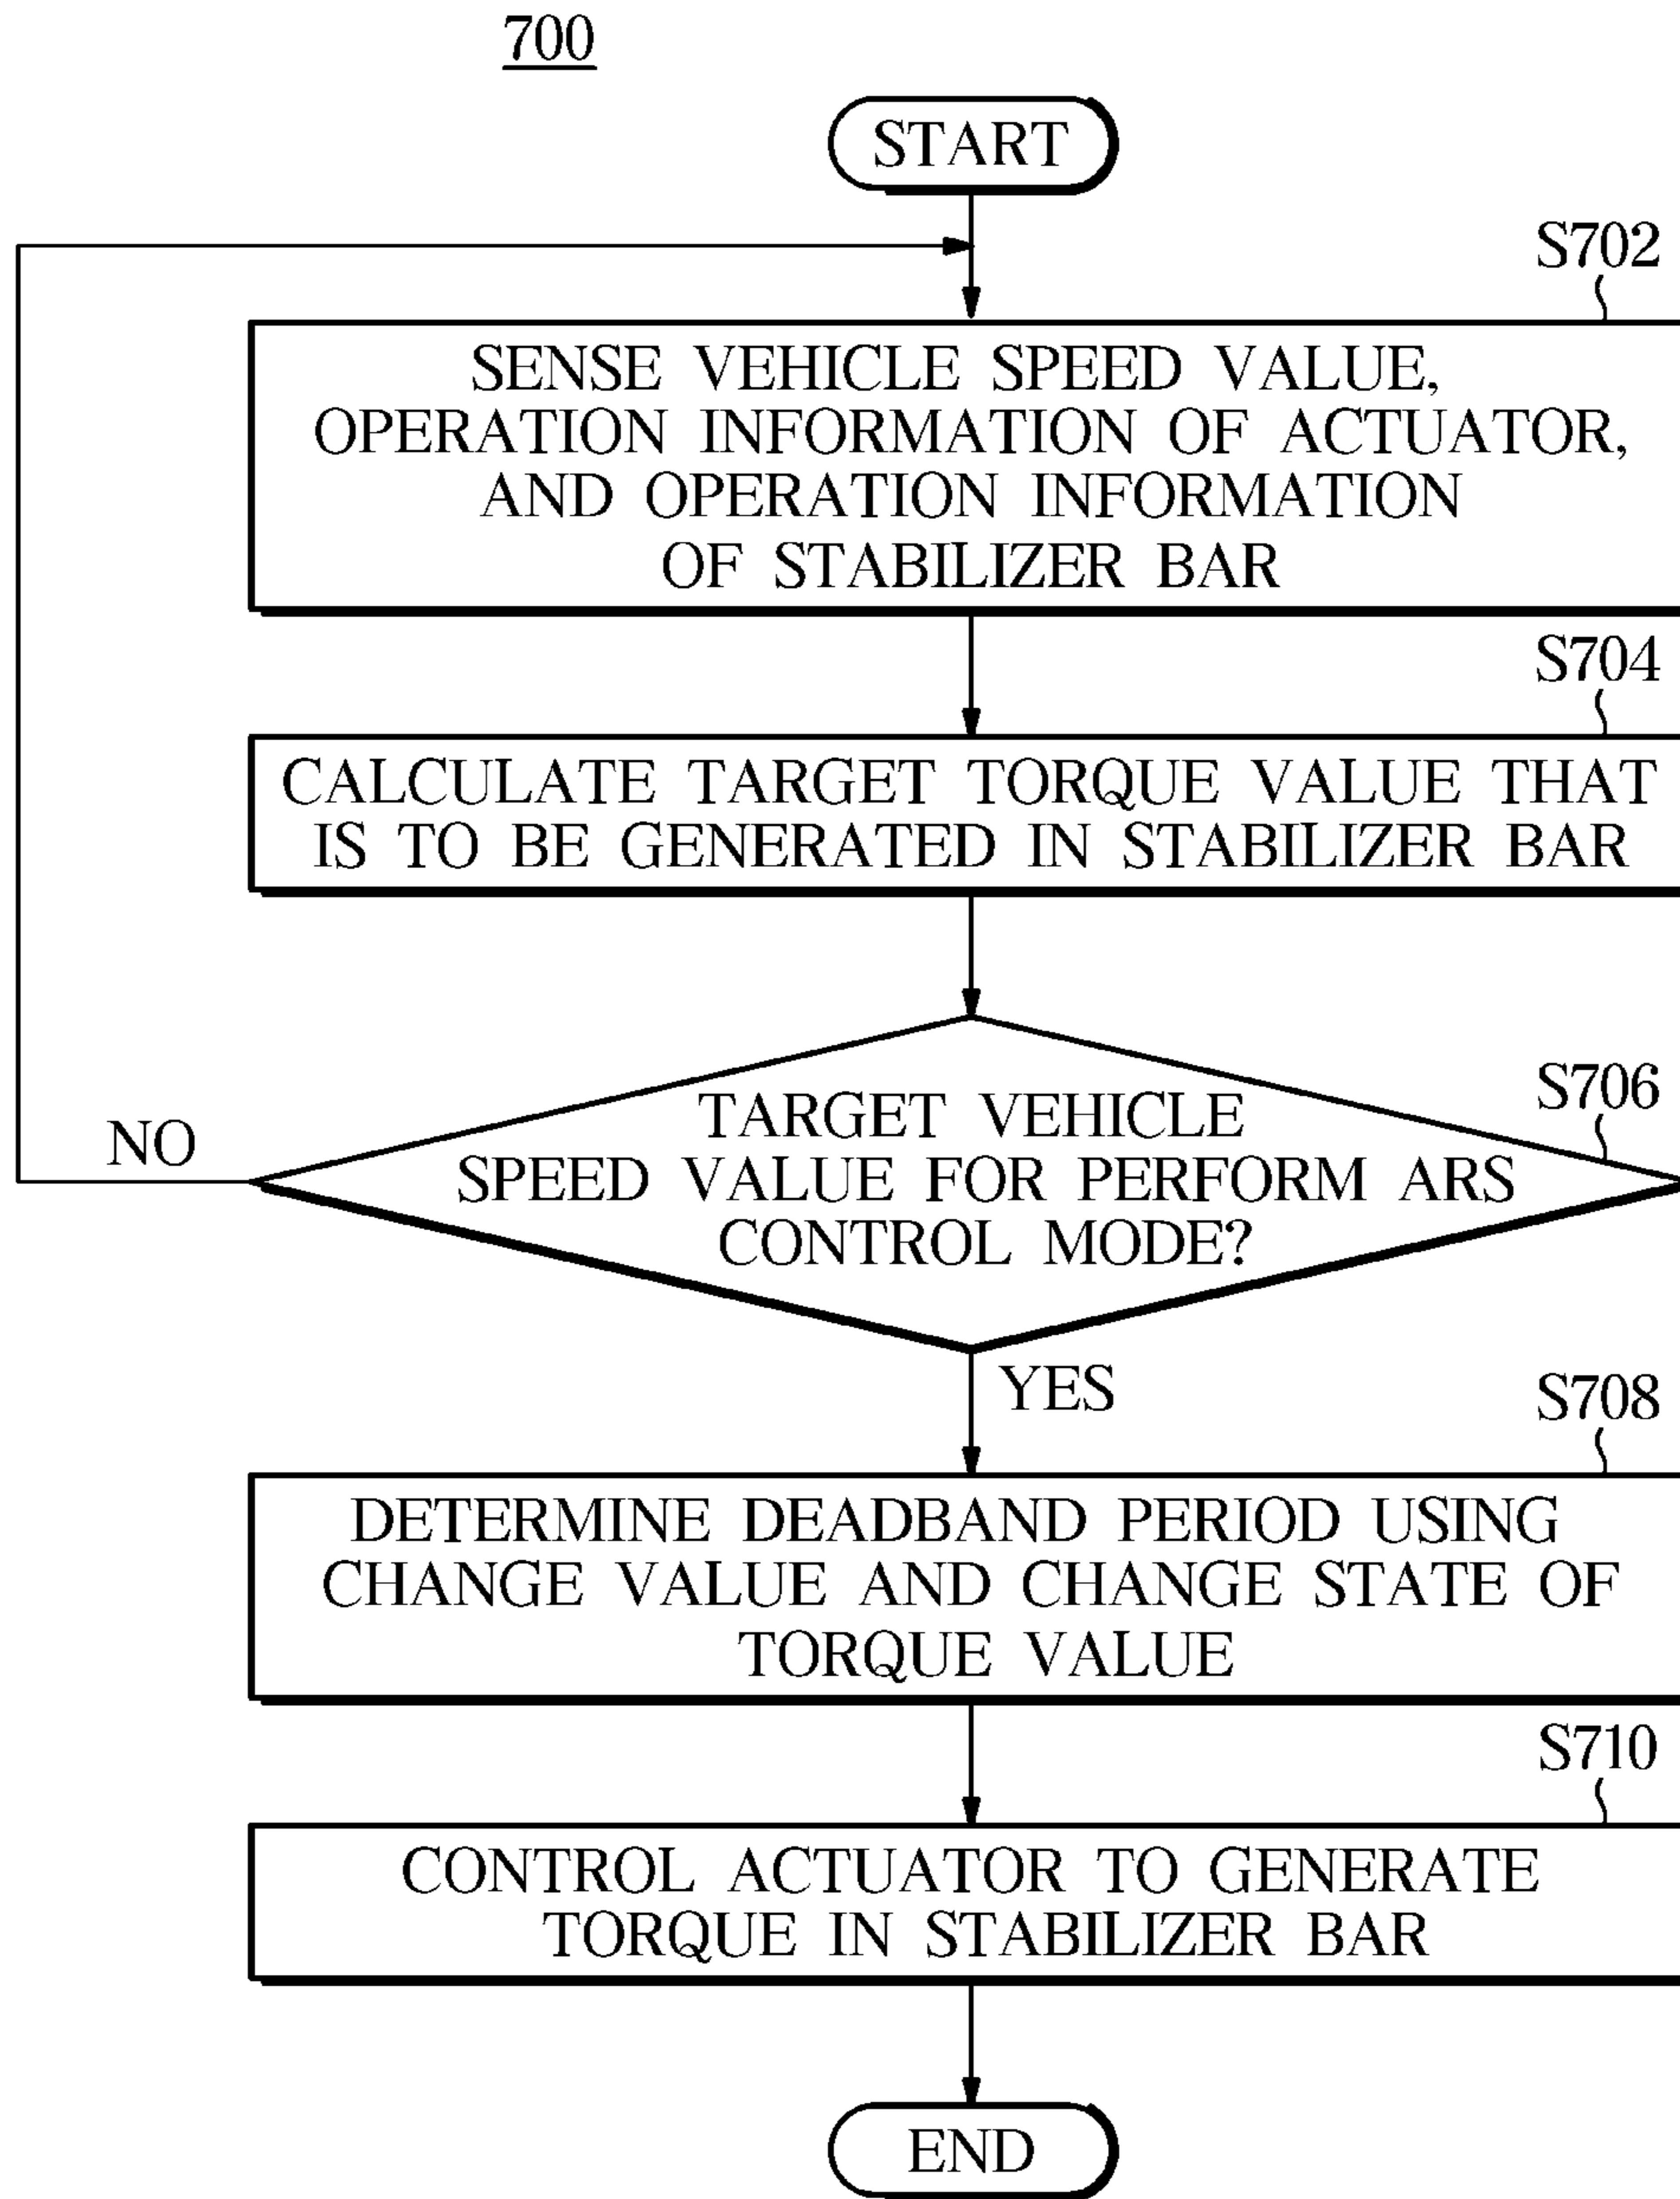 700
START
S702
SENSE VEHICLE SPEED VALUE,
OPERATION INFORMATION OF ACTUATOR,
AND OPERATION INFORMATION
OF STABILIZER BAR
S704
CALCULATE TARGET TORQUE VALUE THAT
IS TO BE GENERATED IN STABILIZER BAR
S706
TARGET VEHICLE
SPEED VALUE FOR PERFORM ARS
CONTROL MODE?
NO
YES
S708
DETERMINE DEADBAND PERIOD USING
CHANGE VALUE AND CHANGE STATE OF
TORQUE VALUE
S710
CONTROL ACTUATOR TO GENERATE
TORQUE IN STABILIZER BAR
END